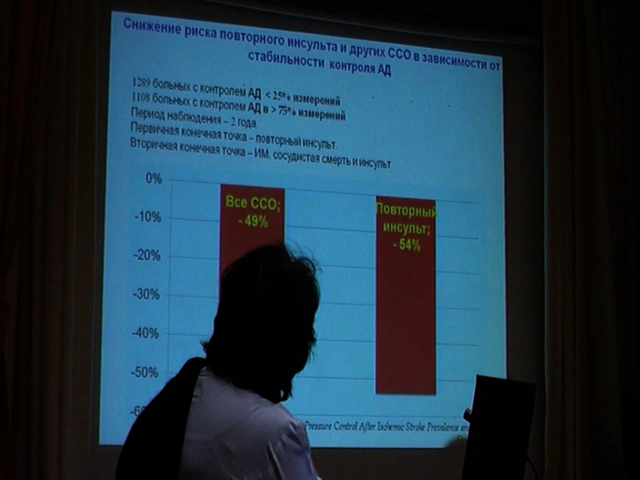 Снижение риска повторного инсульта и других ССО в зависимости от
стабильности контроля АД
1289 больных с контролем АД < 25% измерений
1108 больных с контролем АД в > 75% измерений
Период наблюдения – 2 года.
Первичная конечная точка – повторный инсульт.
Вторичная конечная точка – ИМ, сосудистая смерть и инсульт
0%
-10%
-20%
-30%
-40%
-50%
Все ССО;
- 49%
Повторный
инсульт;
- 54%
Pressure Control After Ischemic Stroke Prevalence